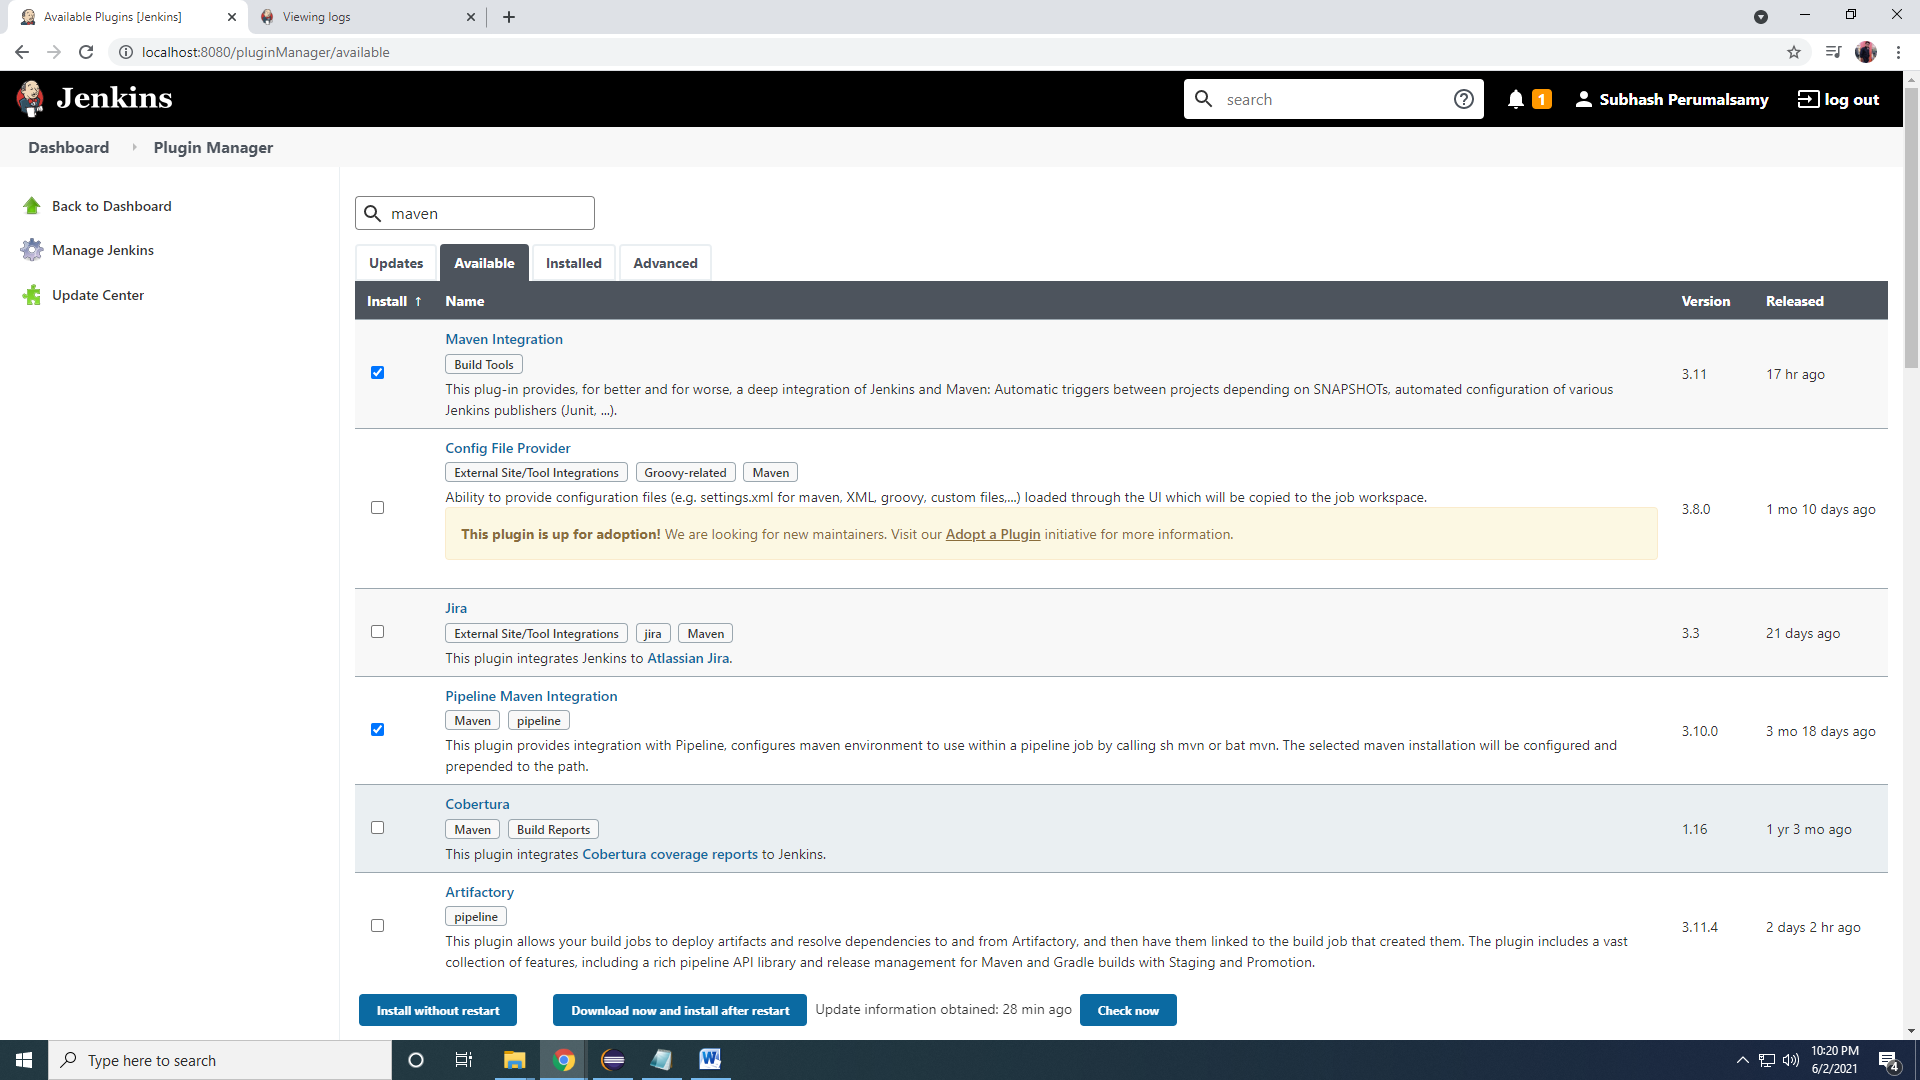 Available Plugins [Jenkins]
Viewing logs
localhost:8080/pluginManager/available
Jenkins
search
1
Subhash Perumalsamy
log out
Dashboard
Plugin Manager
Back to Dashboard
Manage Jenkins
Update Center
maven
Updates
Available
Installed
Advanced
Install ↑
Name
Version
Released
Maven Integration
Build Tools
This plug-in provides, for better and for worse, a deep integration of Jenkins and Maven: Automatic triggers between projects depending on SNAPSHOTs, automated configuration of various
Jenkins publishers (Junit, ...).
3.11
17 hr ago
Config File Provider
External Site/Tool Integrations
Groovy-related
Maven
Ability to provide configuration files (e.g. settings.xml for maven, XML, groovy, custom files,...) loaded through the UI which will be copied to the job workspace.
This plugin is up for adoption! We are looking for new maintainers. Visit our Adopt a Plugin initiative for more information.
3.8.0
1 mo 10 days ago
Jira
External Site/Tool Integrations
jira
Maven
This plugin integrates Jenkins to Atlassian Jira.
3.3
21 days ago
Pipeline Maven Integration
Maven
pipeline
This plugin provides integration with Pipeline, configures maven environment to use within a pipeline job by calling sh mvn or bat mvn. The selected maven installation will be configured and
prepended to the path.
3.10.0
3 mo 18 days ago
Cobertura
Maven
Build Reports
This plugin integrates Cobertura coverage reports to Jenkins.
1.16
1 yr 3 mo ago
Artifactory
pipeline
This plugin allows your build jobs to deploy artifacts and resolve dependencies to and from Artifactory, and then have them linked to the build job that created them. The plugin includes a vast
collection of features, including a rich pipeline API library and release management for Maven and Gradle builds with Staging and Promotion.
3.11.4
2 days 2 hr ago
Install without restart
Download now and install after restart
Update information obtained: 28 min ago
Check now
Type here to search
10:20 PM
6/2/2021
4